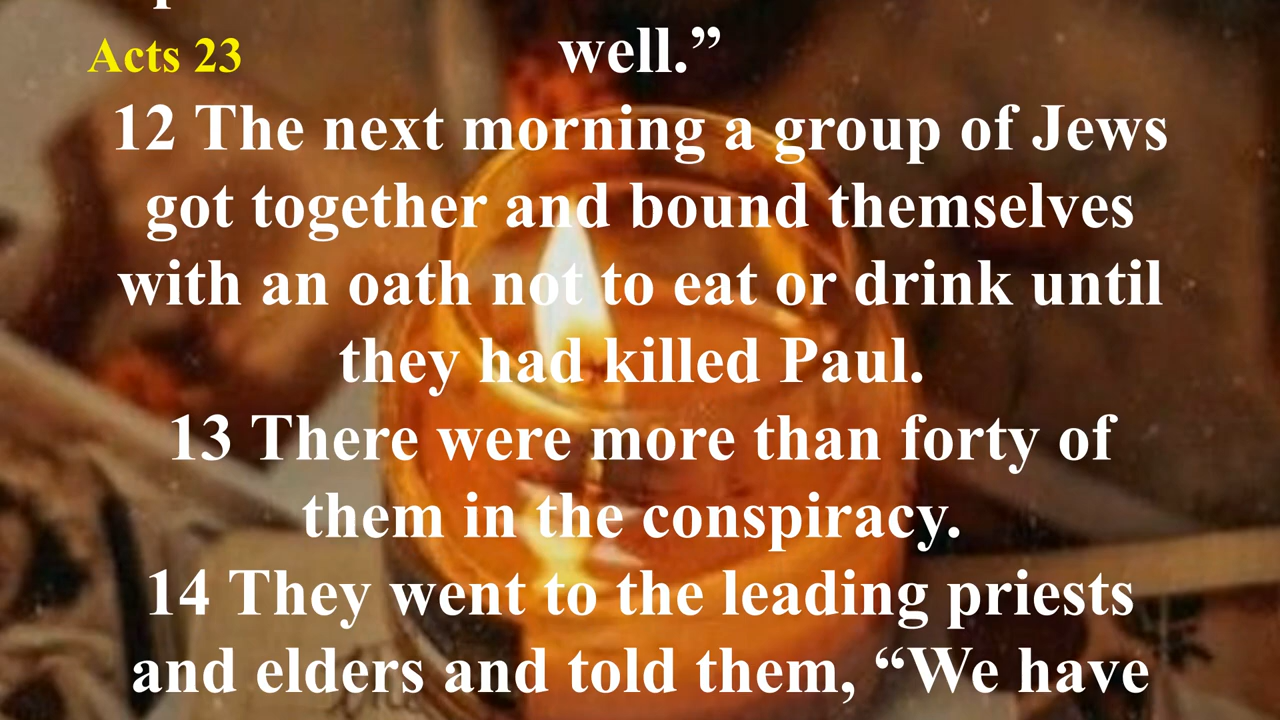 Acts 23
well.”
12 The next morning a group of Jews
got together and bound themselves
with an oath not to eat or drink until
they had killed Paul.
13 There were more than forty of
them in the conspiracy.
14 They went to the leading priests
and elders and told them, “We have